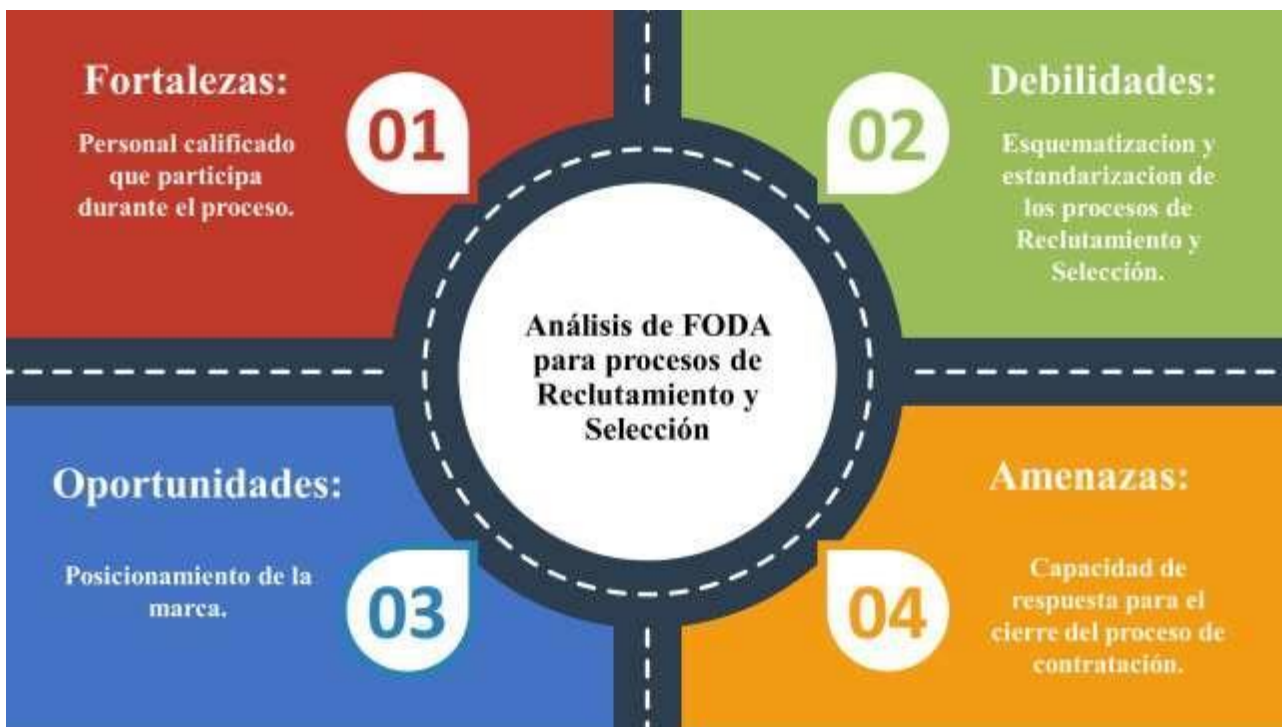 Fortalezas:
Personal calificado
que participa
durante el proceso.
01
02
Debilidades:
Esquematizacion y
estandarizacion de
los procesos de
Reclutamiento y
Selección.
Análisis de FODA
para procesos de
Reclutamiento y
Selección
Oportunidades:
Posicionamiento de la
marca.
03
04
Amenazas:
Capacidad de
respuesta para el
cierre del proceso de
contratación.